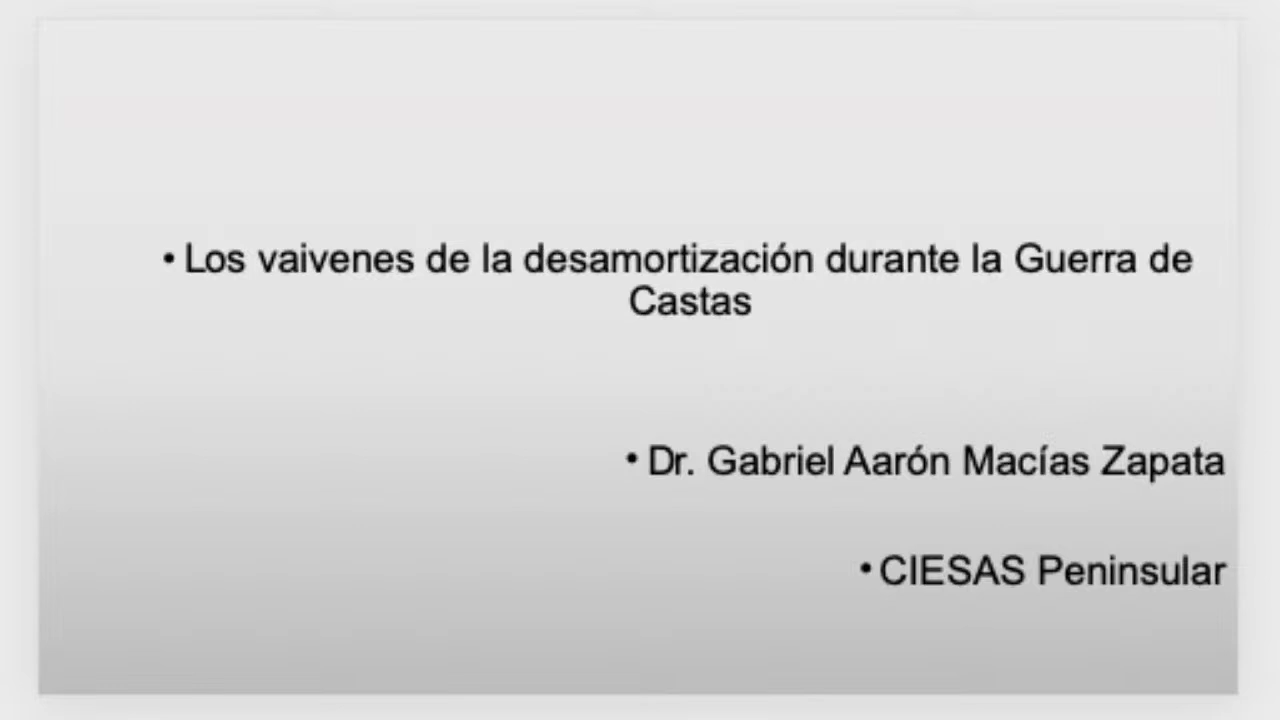 • Los vaivenes de la desamortización durante la Guerra de
Castas
• Dr. Gabriel Aarón Macías Zapata
• CIESAS Peninsular